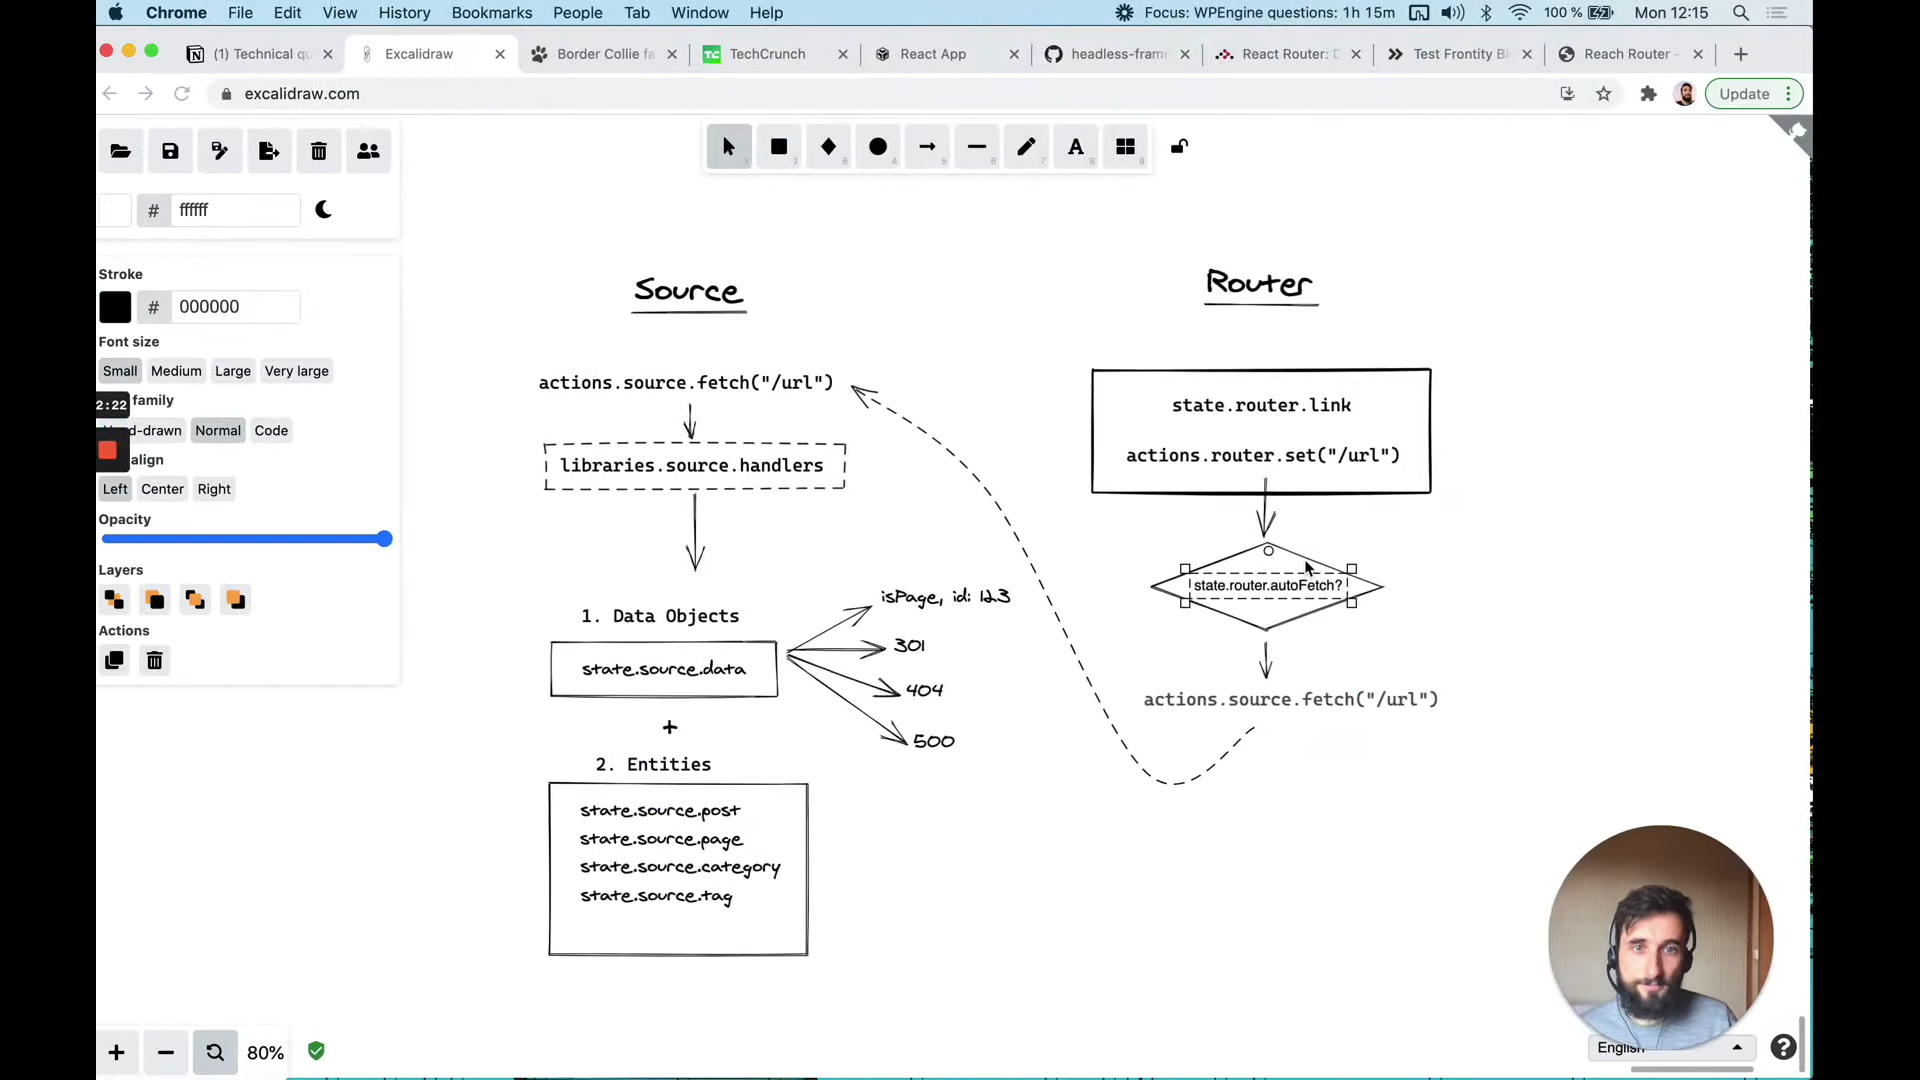 Chrome File Edit View History Bookmarks People Tab Window Help Focus: WPEngine questions: 1h 15m 100 % Mon 12:15
(1) Technical qu Excalidraw Border Collie fa TechCrunch React App headless-fram React Router: D Test Frontity Bl Reach Router -
excalidraw.com Update
# ffffff
Stroke
# 000000
Font size
Small Medium Large Very large
2:22 family
d-drawn Normal Code
align
Left Center Right
Opacity
Layers
Actions
80%
Source
actions.source.fetch("/url")
libraries.source.handlers
1. Data Objects
state.source.data
isPage, id: 123
301
404
500
+
2. Entities
state.source.post
state.source.page
state.source.category
state.source.tag
Router
state.router.link
actions.router.set("/url")
state.router.autoFetch?
actions.source.fetch("/url")
English